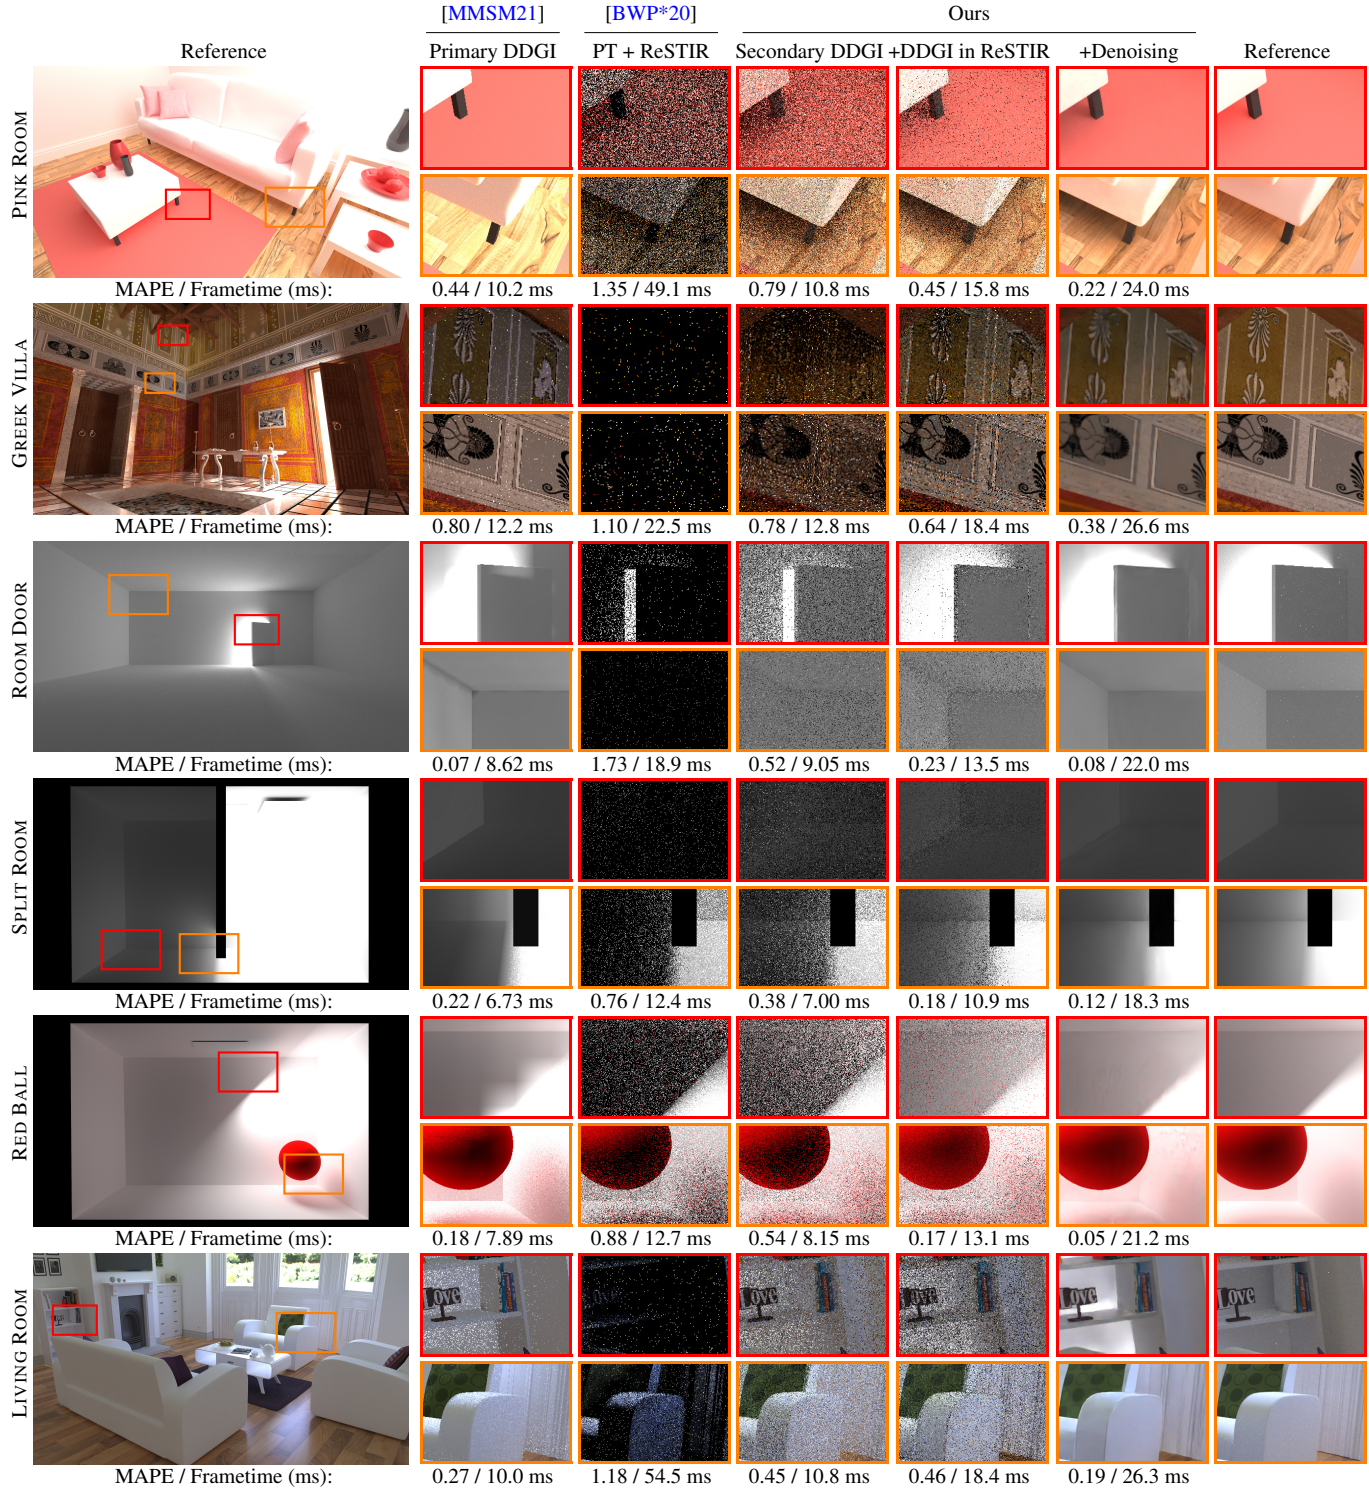 [MMSM21] [BWP*20] Ours
Reference Primary DDGI PT + ReSTIR Secondary DDGI +DDGI in ReSTIR +Denoising Reference
PINK ROOM
MAPE / Frametime (ms): 0.44 / 10.2 ms 1.35 / 49.1 ms 0.79 / 10.8 ms 0.45 / 15.8 ms 0.22 / 24.0 ms
GREEK VILLA
MAPE / Frametime (ms): 0.80 / 12.2 ms 1.10 / 22.5 ms 0.78 / 12.8 ms 0.64 / 18.4 ms 0.38 / 26.6 ms
ROOM DOOR
MAPE / Frametime (ms): 0.07 / 8.62 ms 1.73 / 18.9 ms 0.52 / 9.05 ms 0.23 / 13.5 ms 0.08 / 22.0 ms
SPLIT ROOM
MAPE / Frametime (ms): 0.22 / 6.73 ms 0.76 / 12.4 ms 0.38 / 7.00 ms 0.18 / 10.9 ms 0.12 / 18.3 ms
RED BALL
MAPE / Frametime (ms): 0.18 / 7.89 ms 0.88 / 12.7 ms 0.54 / 8.15 ms 0.17 / 13.1 ms 0.05 / 21.2 ms
LIVING ROOM
Love Love Love Love Love
MAPE / Frametime (ms): 0.27 / 10.0 ms 1.18 / 54.5 ms 0.45 / 10.8 ms 0.46 / 18.4 ms 0.19 / 26.3 ms